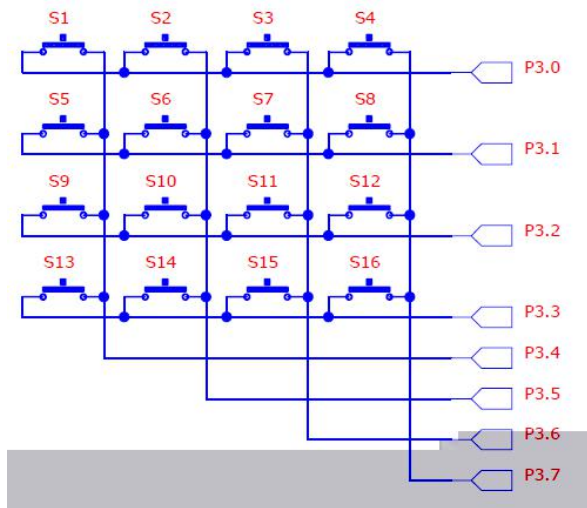 S1 S2 S3 S4
P3.0
S5 S6 S7 S8
P3.1
S9 S10 S11 S12
P3.2
S13 S14 S15 S16
P3.3
P3.4
P3.5
P3.6
P3.7